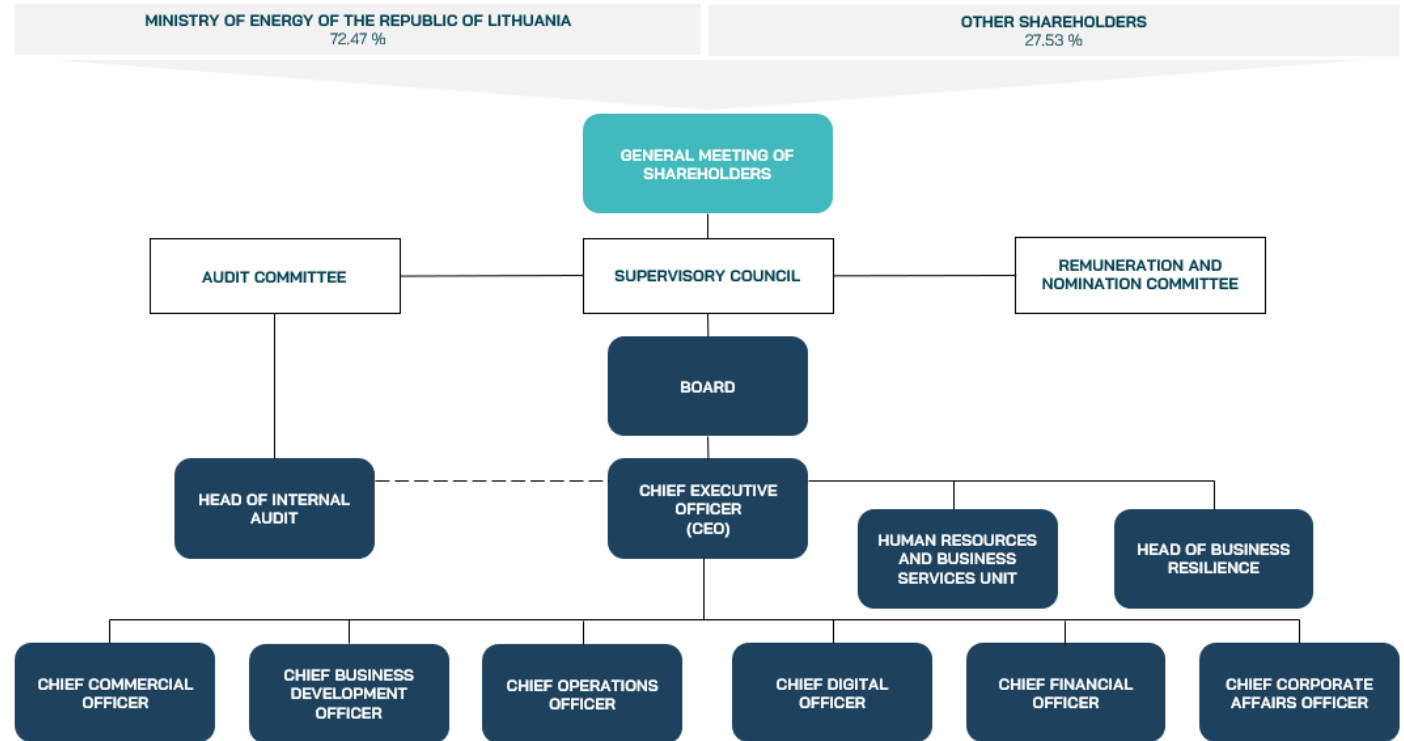 MINISTRY OF ENERGY OF THE REPUBLIC OF LITHUANIA
72.47 %
OTHER SHAREHOLDERS
27.53 %
GENERAL MEETING OF
SHAREHOLDERS
AUDIT COMMITTEE
SUPERVISORY COUNCIL
REMUNERATION AND
NOMINATION COMMITTEE
BOARD
HEAD OF INTERNAL
AUDIT
CHIEF EXECUTIVE
OFFICER
(CEO)
HUMAN RESOURCES
AND BUSINESS
SERVICES UNIT
HEAD OF BUSINESS
RESILIENCE
CHIEF COMMERCIAL
OFFICER
CHIEF BUSINESS
DEVELOPMENT
OFFICER
CHIEF OPERATIONS
OFFICER
CHIEF DIGITAL
OFFICER
CHIEF FINANCIAL
OFFICER
CHIEF CORPORATE
AFFAIRS OFFICER